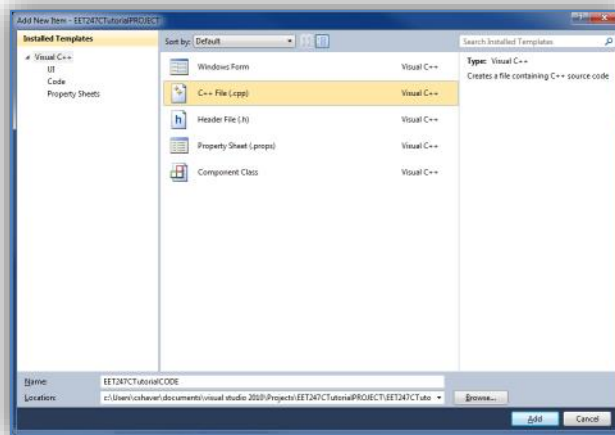 Add New Item - EET247CTutorialPROJECT
Installed Templates
Sort by: Default
Search Installed Templates
Visual C++
UI
Code
Property Sheets
Windows Form Visual C++
C++ File (.cpp) Visual C++
Header File (.h) Visual C++
Property Sheet (.props) Visual C++
Component Class Visual C++
Type: Visual C++
Creates a file containing C++ source code
Name: EET247CTutorialCODE
Location: c:\Users\cshaver\documents\visual studio 2010\Projects\EET247CTutorialPROJECT\EET247CTuto
Browse...
Add Cancel